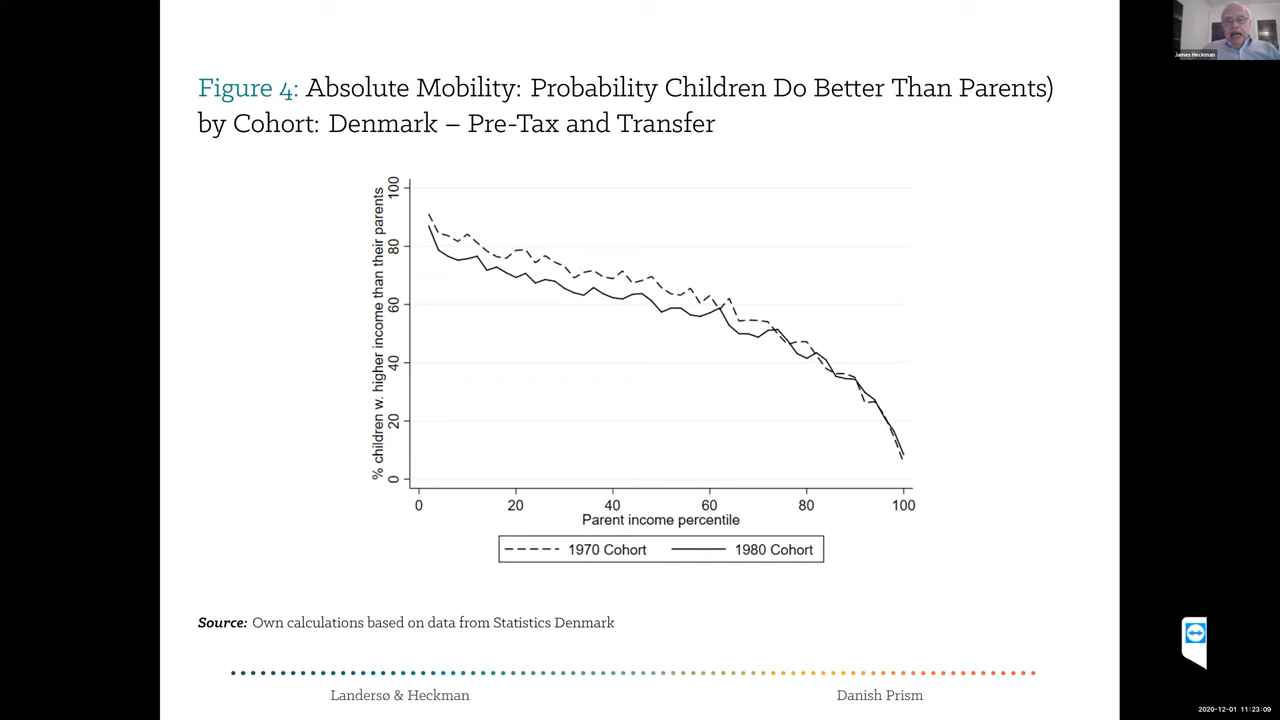 James Heckman
Figure 4: Absolute Mobility: Probability Children Do Better Than Parents)
by Cohort: Denmark – Pre-Tax and Transfer
% children w. higher income than their parents
100
80
60
40
20
0
0 20 40 60 80 100
Parent income percentile
1970 Cohort 1980 Cohort
Source: Own calculations based on data from Statistics Denmark
Landersø & Heckman Danish Prism
2020-12-01 11:23:09